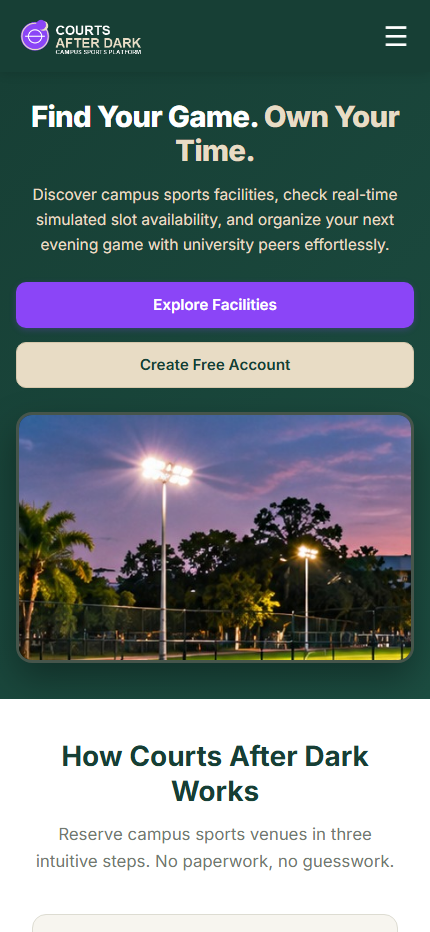 COURTS
AFTER DARK
CAMPUS SPORTS PLATFORM
Find Your Game. Own Your
Time.
Discover campus sports facilities, check real-time
simulated slot availability, and organize your next
evening game with university peers effortlessly.
Explore Facilities
Create Free Account
How Courts After Dark
Works
Reserve campus sports venues in three
intuitive steps. No paperwork, no guesswork.